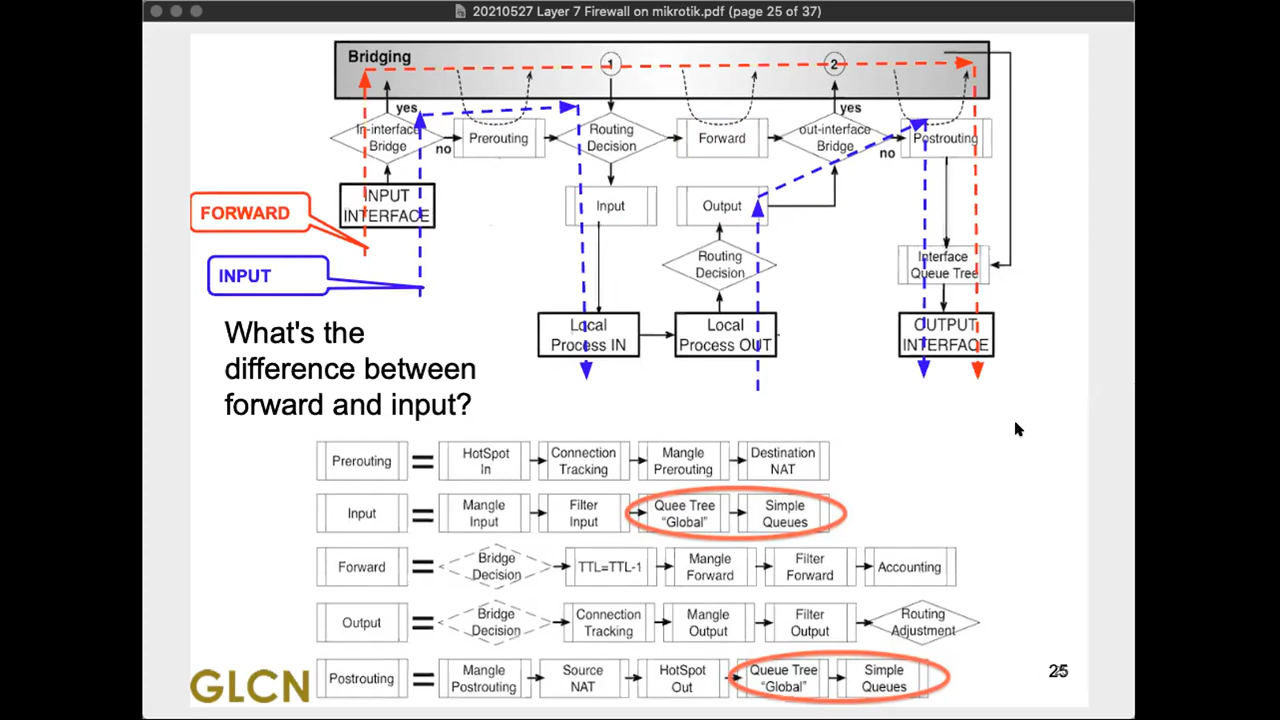 20210527 Layer 7 Firewall on mikrotik.pdf (page 25 of 37)
Bridging
1
2
yes
yes
In-interface
Bridge
no
Prerouting
Routing
Decision
Forward
out-interface
Bridge
no
Postrouting
INPUT
INTERFACE
Input
Output
FORWARD
INPUT
Routing
Decision
Interface
Queue Tree
Local
Process IN
Local
Process OUT
OUTPUT
INTERFACE
What's the
difference between
forward and input?
Prerouting = HotSpot In Connection Tracking Mangle Prerouting Destination NAT
Input = Mangle Input Filter Input Quee Tree "Global" Simple Queues
Forward = Bridge Decision TTL=TTL-1 Mangle Forward Filter Forward Accounting
Output = Bridge Decision Connection Tracking Mangle Output Filter Output Routing Adjustment
Postrouting = Mangle Postrouting Source NAT HotSpot Out Queue Tree "Global" Simple Queues
GLCN
25